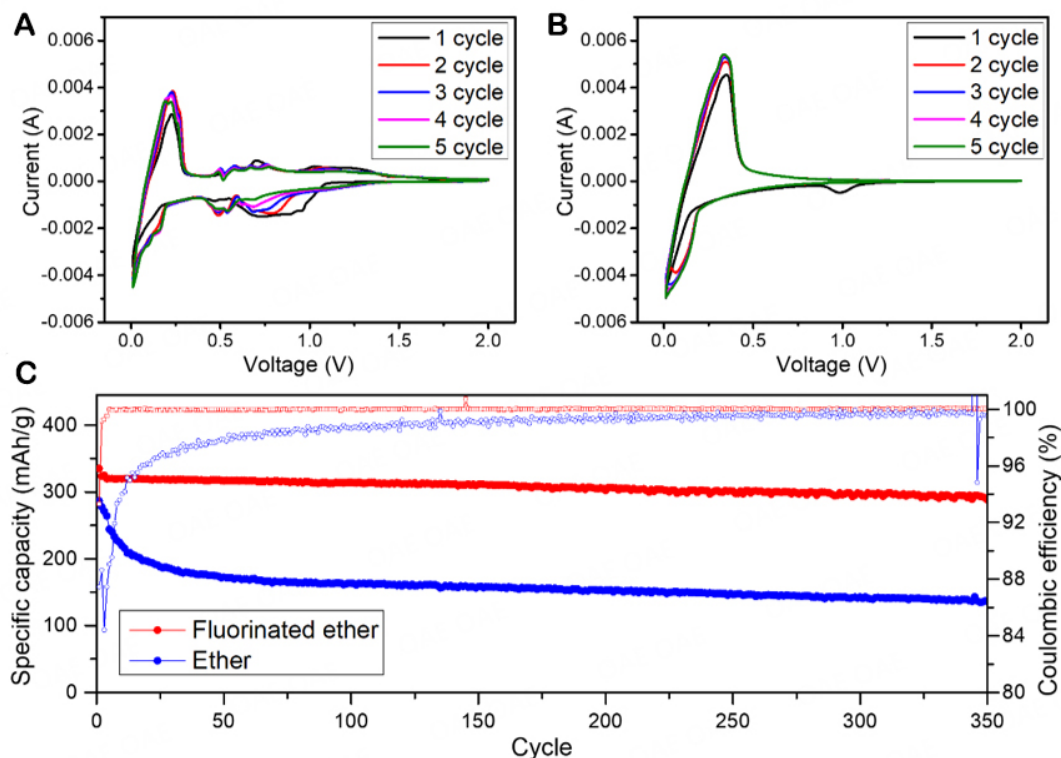 A
0.006
0.004
0.002
0.000
-0.002
-0.004
-0.006
Current (A)
1 cycle
2 cycle
3 cycle
4 cycle
5 cycle
0.0 0.5 1.0 1.5 2.0
Voltage (V)
B
0.006
0.004
0.002
0.000
-0.002
-0.004
-0.006
Current (A)
1 cycle
2 cycle
3 cycle
4 cycle
5 cycle
0.0 0.5 1.0 1.5 2.0
Voltage (V)
C
400
300
200
100
0
Specific capacity (mAh/g)
Fluorinated ether
Ether
100
96
92
88
84
80
Coulombic efficiency (%)
0 50 100 150 200 250 300 350
Cycle